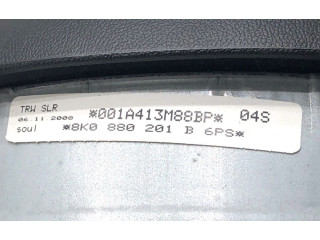 TRW SLR
*001A413M88BP* 04S
06.11 2008
soul *8K0 880 201 B 6PS*